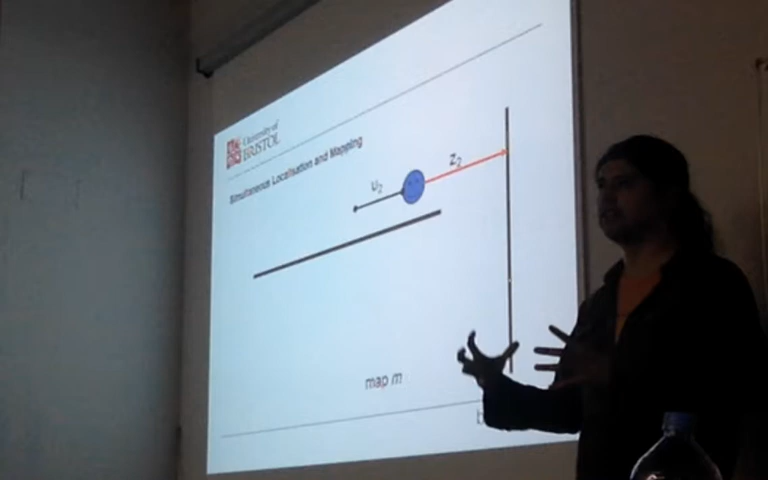 University of
BRISTOL
Simultaneous Localisation and Mapping
u₂
z₂
map m